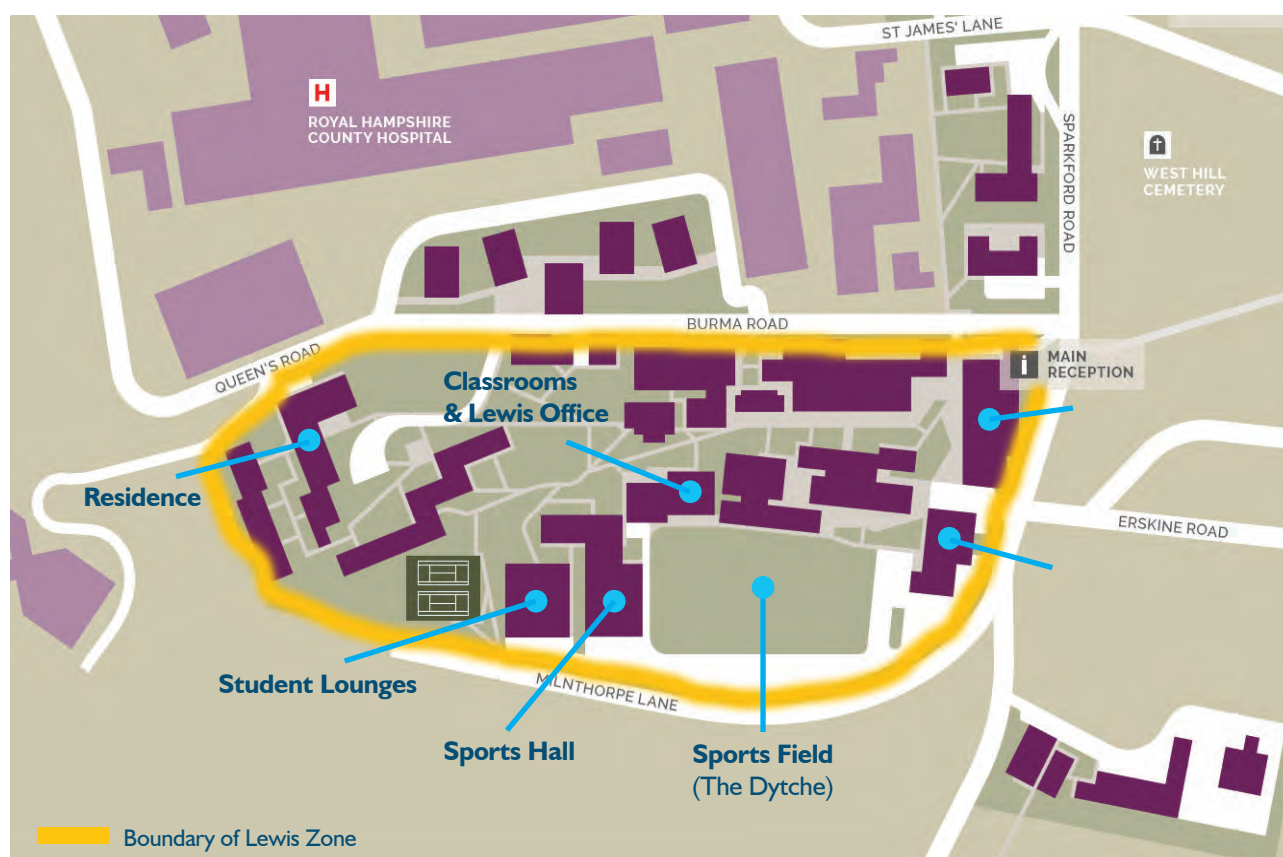 ST JAMES' LANE
H
ROYAL HAMPSHIRE
COUNTY HOSPITAL
SPARKFORD ROAD
WEST HILL
CEMETERY
BURMA ROAD
QUEEN'S ROAD
i
MAIN
RECEPTION
Classrooms
& Lewis Office
Residence
ERSKINE ROAD
Student Lounges
MILNTHORPE LANE
Sports Hall
Sports Field
(The Dytche)
Boundary of Lewis Zone